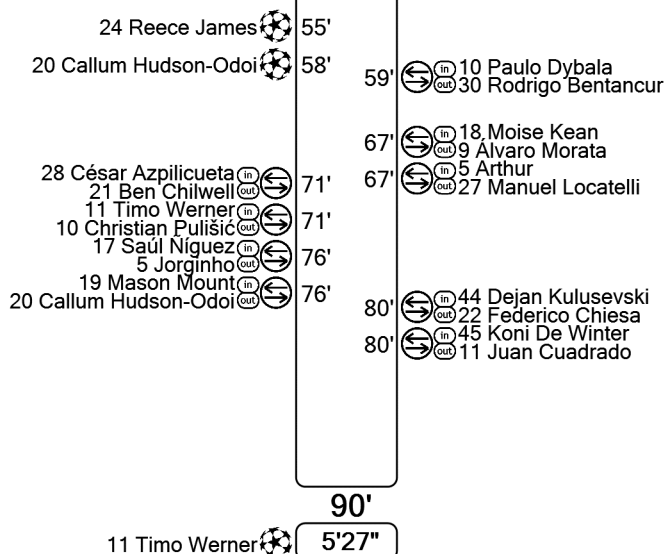 24 Reece James 55'
20 Callum Hudson-Odoi 58'
59' in 10 Paulo Dybala
out 30 Rodrigo Bentancur
67' in 18 Moise Kean
out 9 Álvaro Morata
67' in 5 Arthur
out 27 Manuel Locatelli
28 César Azpilicueta in 71'
21 Ben Chilwell out
11 Timo Werner in 71'
10 Christian Pulišić out
17 Saúl Ñíguez in 76'
5 Jorginho out
19 Mason Mount in 76'
20 Callum Hudson-Odoi out
80' in 44 Dejan Kulusevski
out 22 Federico Chiesa
80' in 45 Koni De Winter
out 11 Juan Cuadrado
90'
11 Timo Werner 5'27"